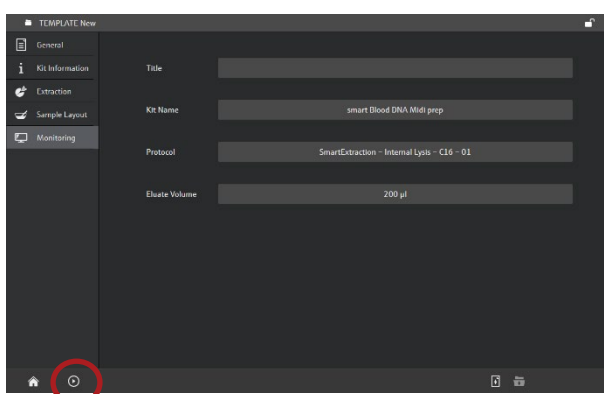 TEMPLATE New
General
Kit Information
Extraction
Sample Layout
Monitoring
Title
Kit Name
smart Blood DNA Midi prep
Protocol
SmartExtraction - Internal Lysis - C16 - 01
Eluate Volume
200 µl